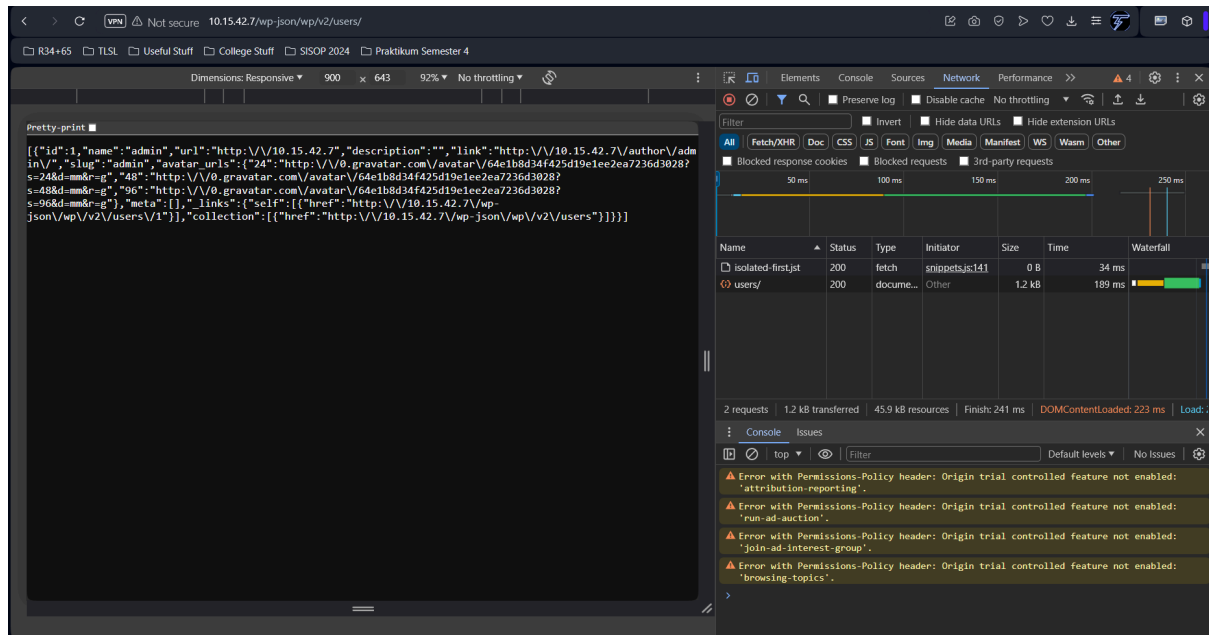 VPN Not secure 10.15.42.7/wp-json/wp/v2/users/
R34+65 TLSL Useful Stuff College Stuff SISOP 2024 Praktikum Semester 4
Dimensions: Responsive 900 x 643 92% No throttling
Pretty-print
[{"id":1,"name":"admin","url":"http:\/\/10.15.42.7","description":"","link":"http:\/\/10.15.42.7\/author\/adm
in\/","slug":"admin","avatar_urls":{"24":"http:\/\/0.gravatar.com\/avatar\/64e1b8d34f425d19e1ee2ea7236d3028?
s=24&d=mm&r=g","48":"http:\/\/0.gravatar.com\/avatar\/64e1b8d34f425d19e1ee2ea7236d3028?
s=48&d=mm&r=g","96":"http:\/\/0.gravatar.com\/avatar\/64e1b8d34f425d19e1ee2ea7236d3028?
s=96&d=mm&r=g"},"meta":[],"_links":{"self":[{"href":"http:\/\/10.15.42.7\/wp-
json\/wp\/v2\/users\/1"}],"collection":[{"href":"http:\/\/10.15.42.7\/wp-json\/wp\/v2\/users"}]}}]
Elements Console Sources Network Performance 4
Preserve log Disable cache No throttling
Filter Invert Hide data URLs Hide extension URLs
All Fetch/XHR Doc CSS JS Font Img Media Manifest WS Wasm Other
Blocked response cookies Blocked requests 3rd-party requests
50 ms 100 ms 150 ms 200 ms 250 ms
Name Status Type Initiator Size Time Waterfall
isolated-first.jst 200 fetch snippets.js:141 0 B 34 ms
users/ 200 docume... Other 1.2 kB 189 ms
2 requests 1.2 kB transferred 45.9 kB resources Finish: 241 ms DOMContentLoaded: 223 ms Load:
Console Issues
top Filter Default levels No Issues
Error with Permissions-Policy header: Origin trial controlled feature not enabled:
'attribution-reporting'.
Error with Permissions-Policy header: Origin trial controlled feature not enabled:
'run-ad-auction'.
Error with Permissions-Policy header: Origin trial controlled feature not enabled:
'join-ad-interest-group'.
Error with Permissions-Policy header: Origin trial controlled feature not enabled:
'browsing-topics'.